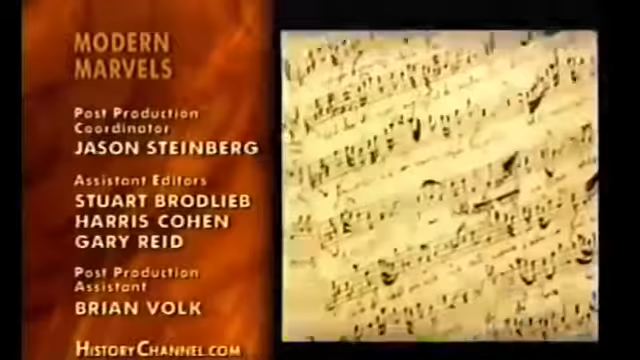 MODERN
MARVELS
Post Production
Coordinator
JASON STEINBERG
Assistant Editors
STUART BRODLIEB
HARRIS COHEN
GARY REID
Post Production
Assistant
BRIAN VOLK
HISTORYCHANNEL.COM